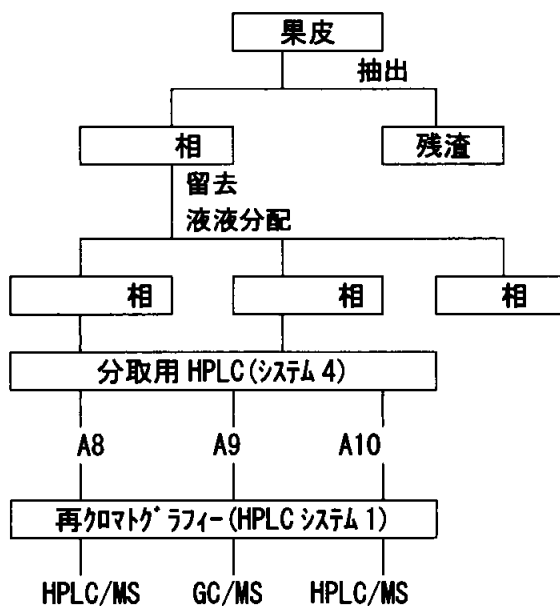 果皮
抽出
相
残渣
留去
液液分配
相
相
相
分取用 HPLC(システム 4)
A8
A9
A10
再クロマトグラフィー(HPLC システム 1)
HPLC/MS
GC/MS
HPLC/MS